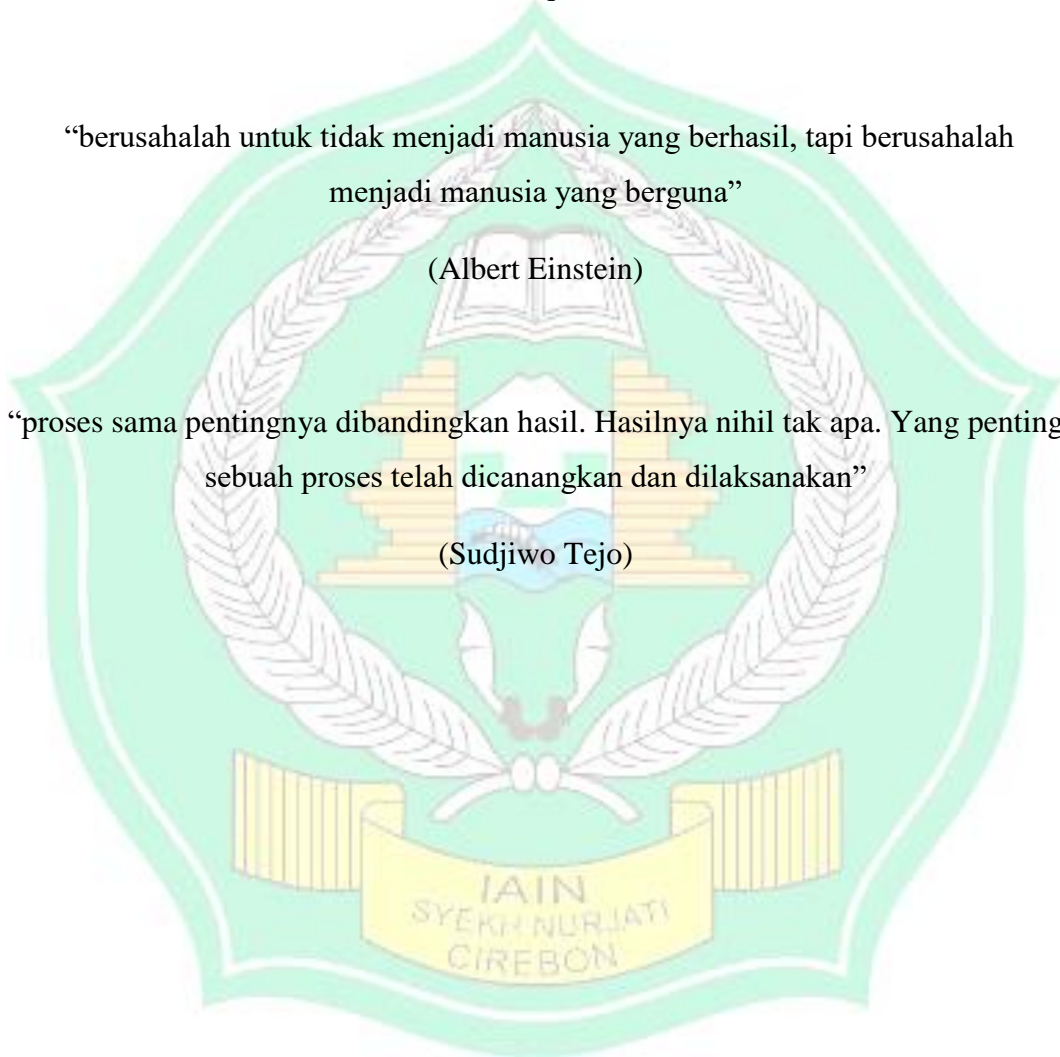 “berusahalah untuk tidak menjadi manusia yang berhasil, tapi berusahalah
menjadi manusia yang berguna”
(Albert Einstein)
“proses sama pentingnya dibandingkan hasil. Hasilnya nihil tak apa. Yang penting
sebuah proses telah dicanangkan dan dilaksanakan”
(Sudjiwo Tejo)
IAIN
SYEKH NURJATI
CIREBON